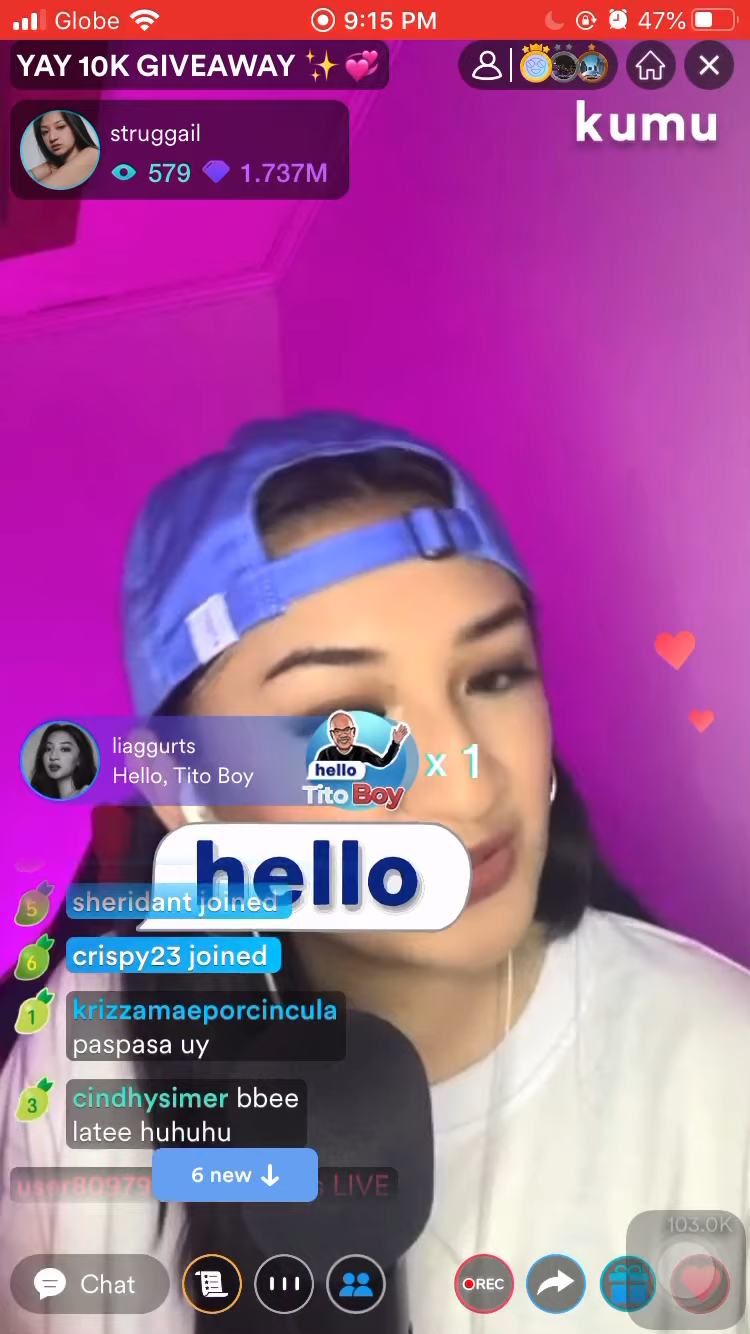 Globe
9:15 PM
47%
YAY 10K GIVEAWAY ✨💞
struggail
579 1.737M
kumu
liaggurts
Hello, Tito Boy
hello
Tito Boy
x 1
hello
5 sheridant joined
6 crispy23 joined
1 krizzamaeporcincula
paspasa uy
3 cindhysimer bbee
latee huhuhu
6 new ↓
user80979
LIVE
103.0K
Chat
REC